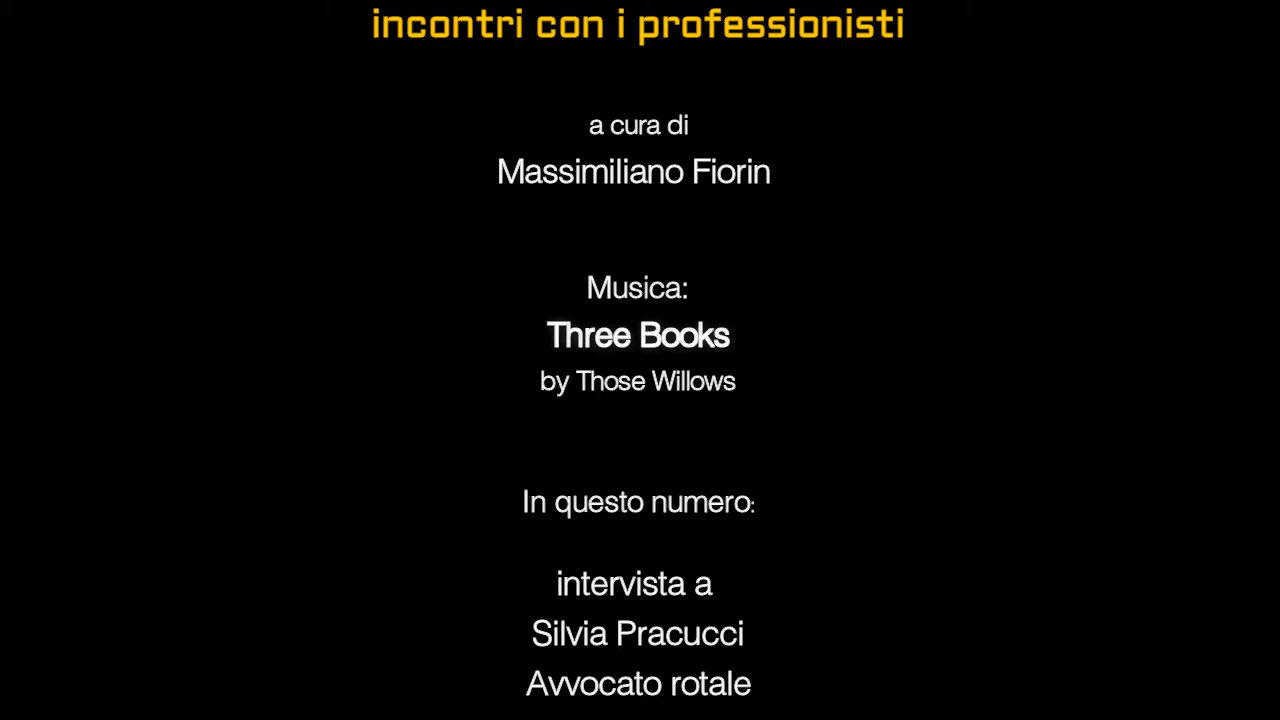 incontri con i professionisti
a cura di
Massimiliano Fiorin
Musica:
Three Books
by Those Willows
In questo numero:
intervista a
Silvia Pracucci
Avvocato rotale